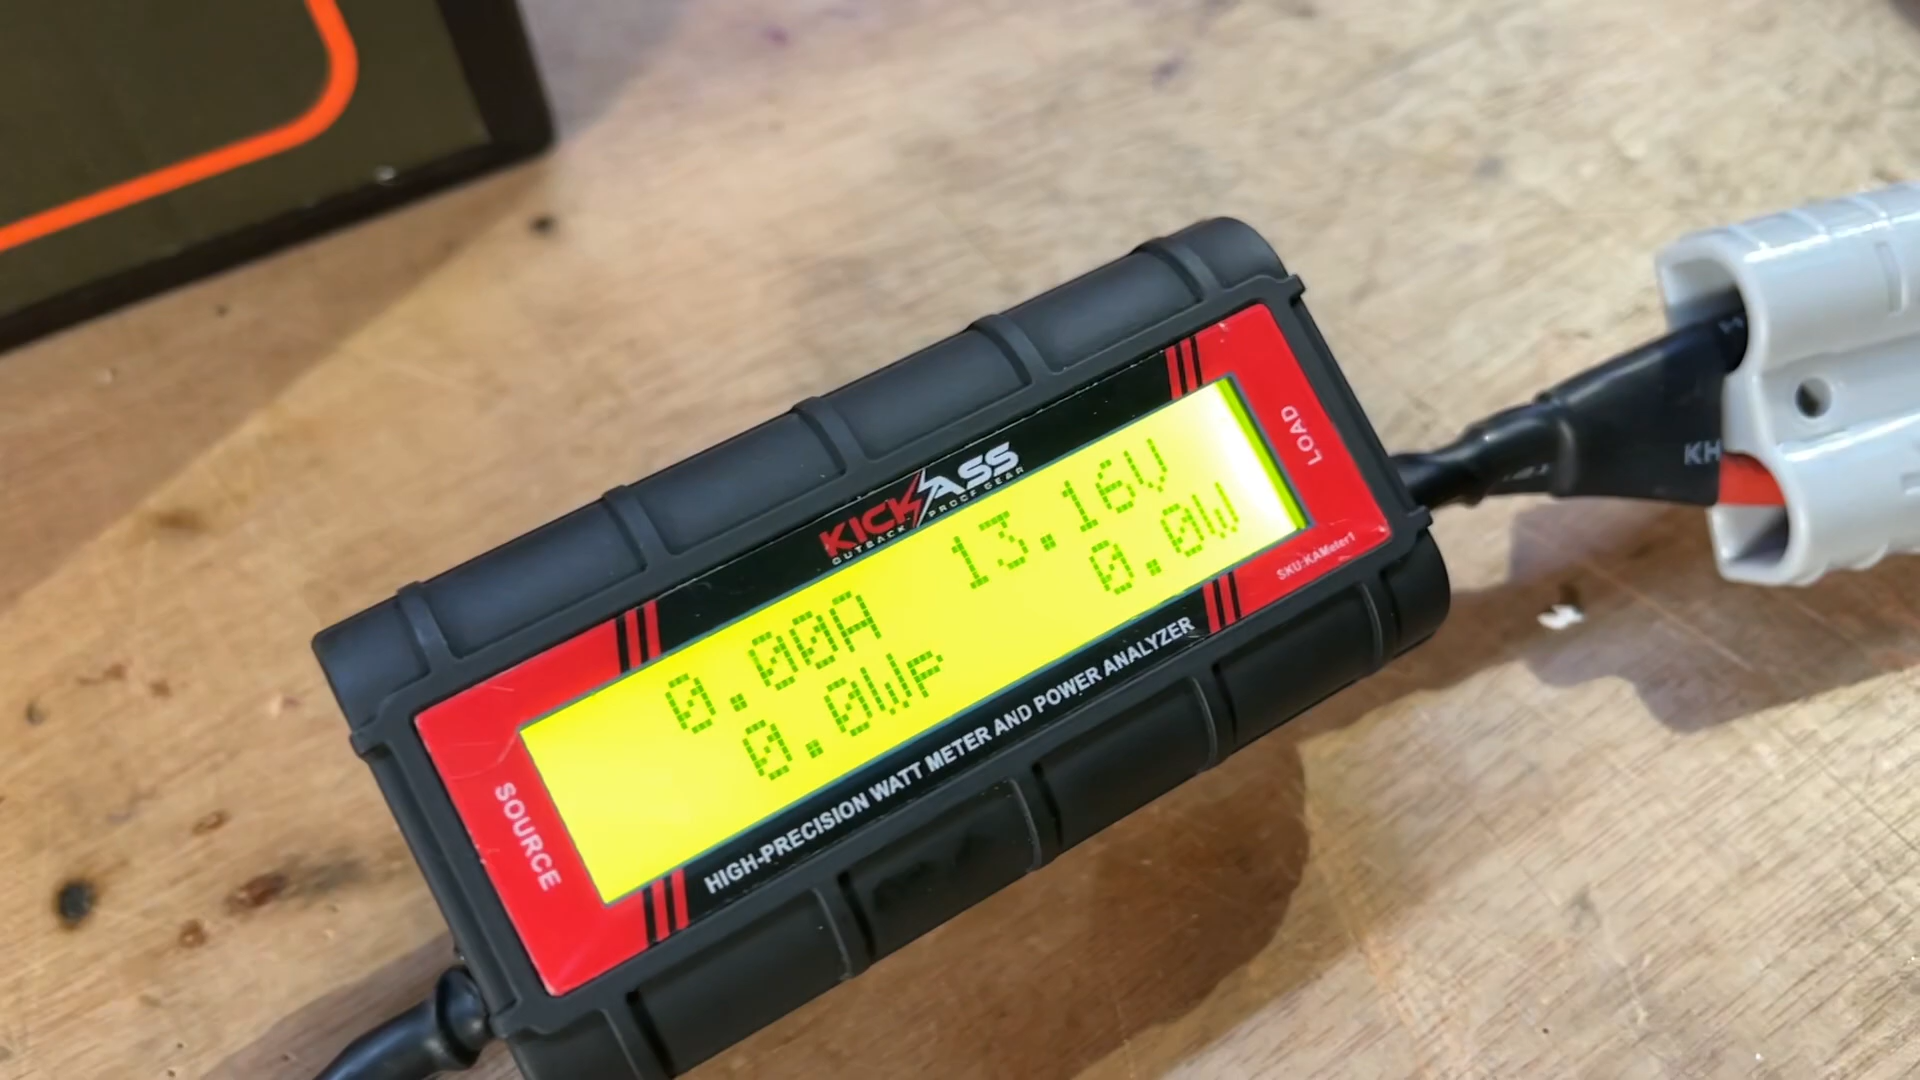 KICKASS
OUTBACK PROOF GEAR
0.00A 13.16V
0.0WP 0.0W
SOURCE
LOAD
SKU:KAMeter1
HIGH-PRECISION WATT METER AND POWER ANALYZER
KH